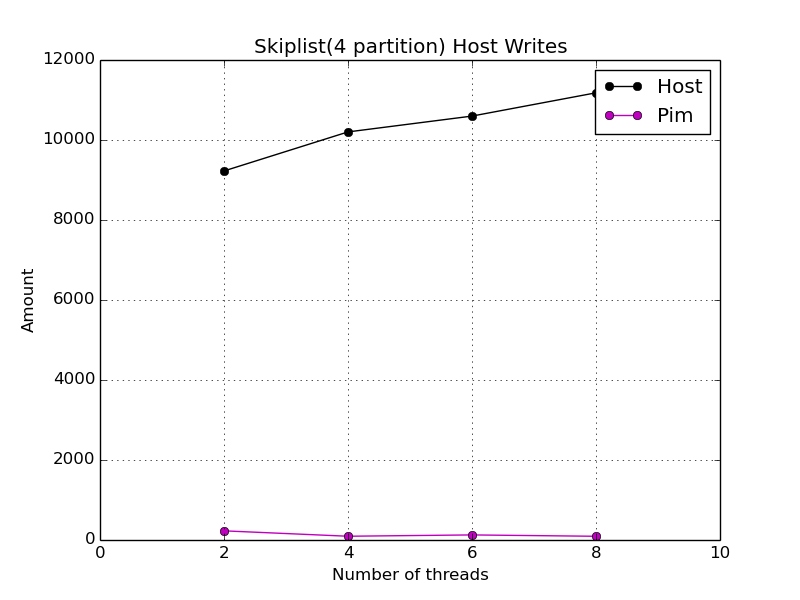 Skiplist(4 partition) Host Writes
12000
10000
8000
6000
4000
2000
0
Amount
Host
Pim
0 2 4 6 8 10
Number of threads